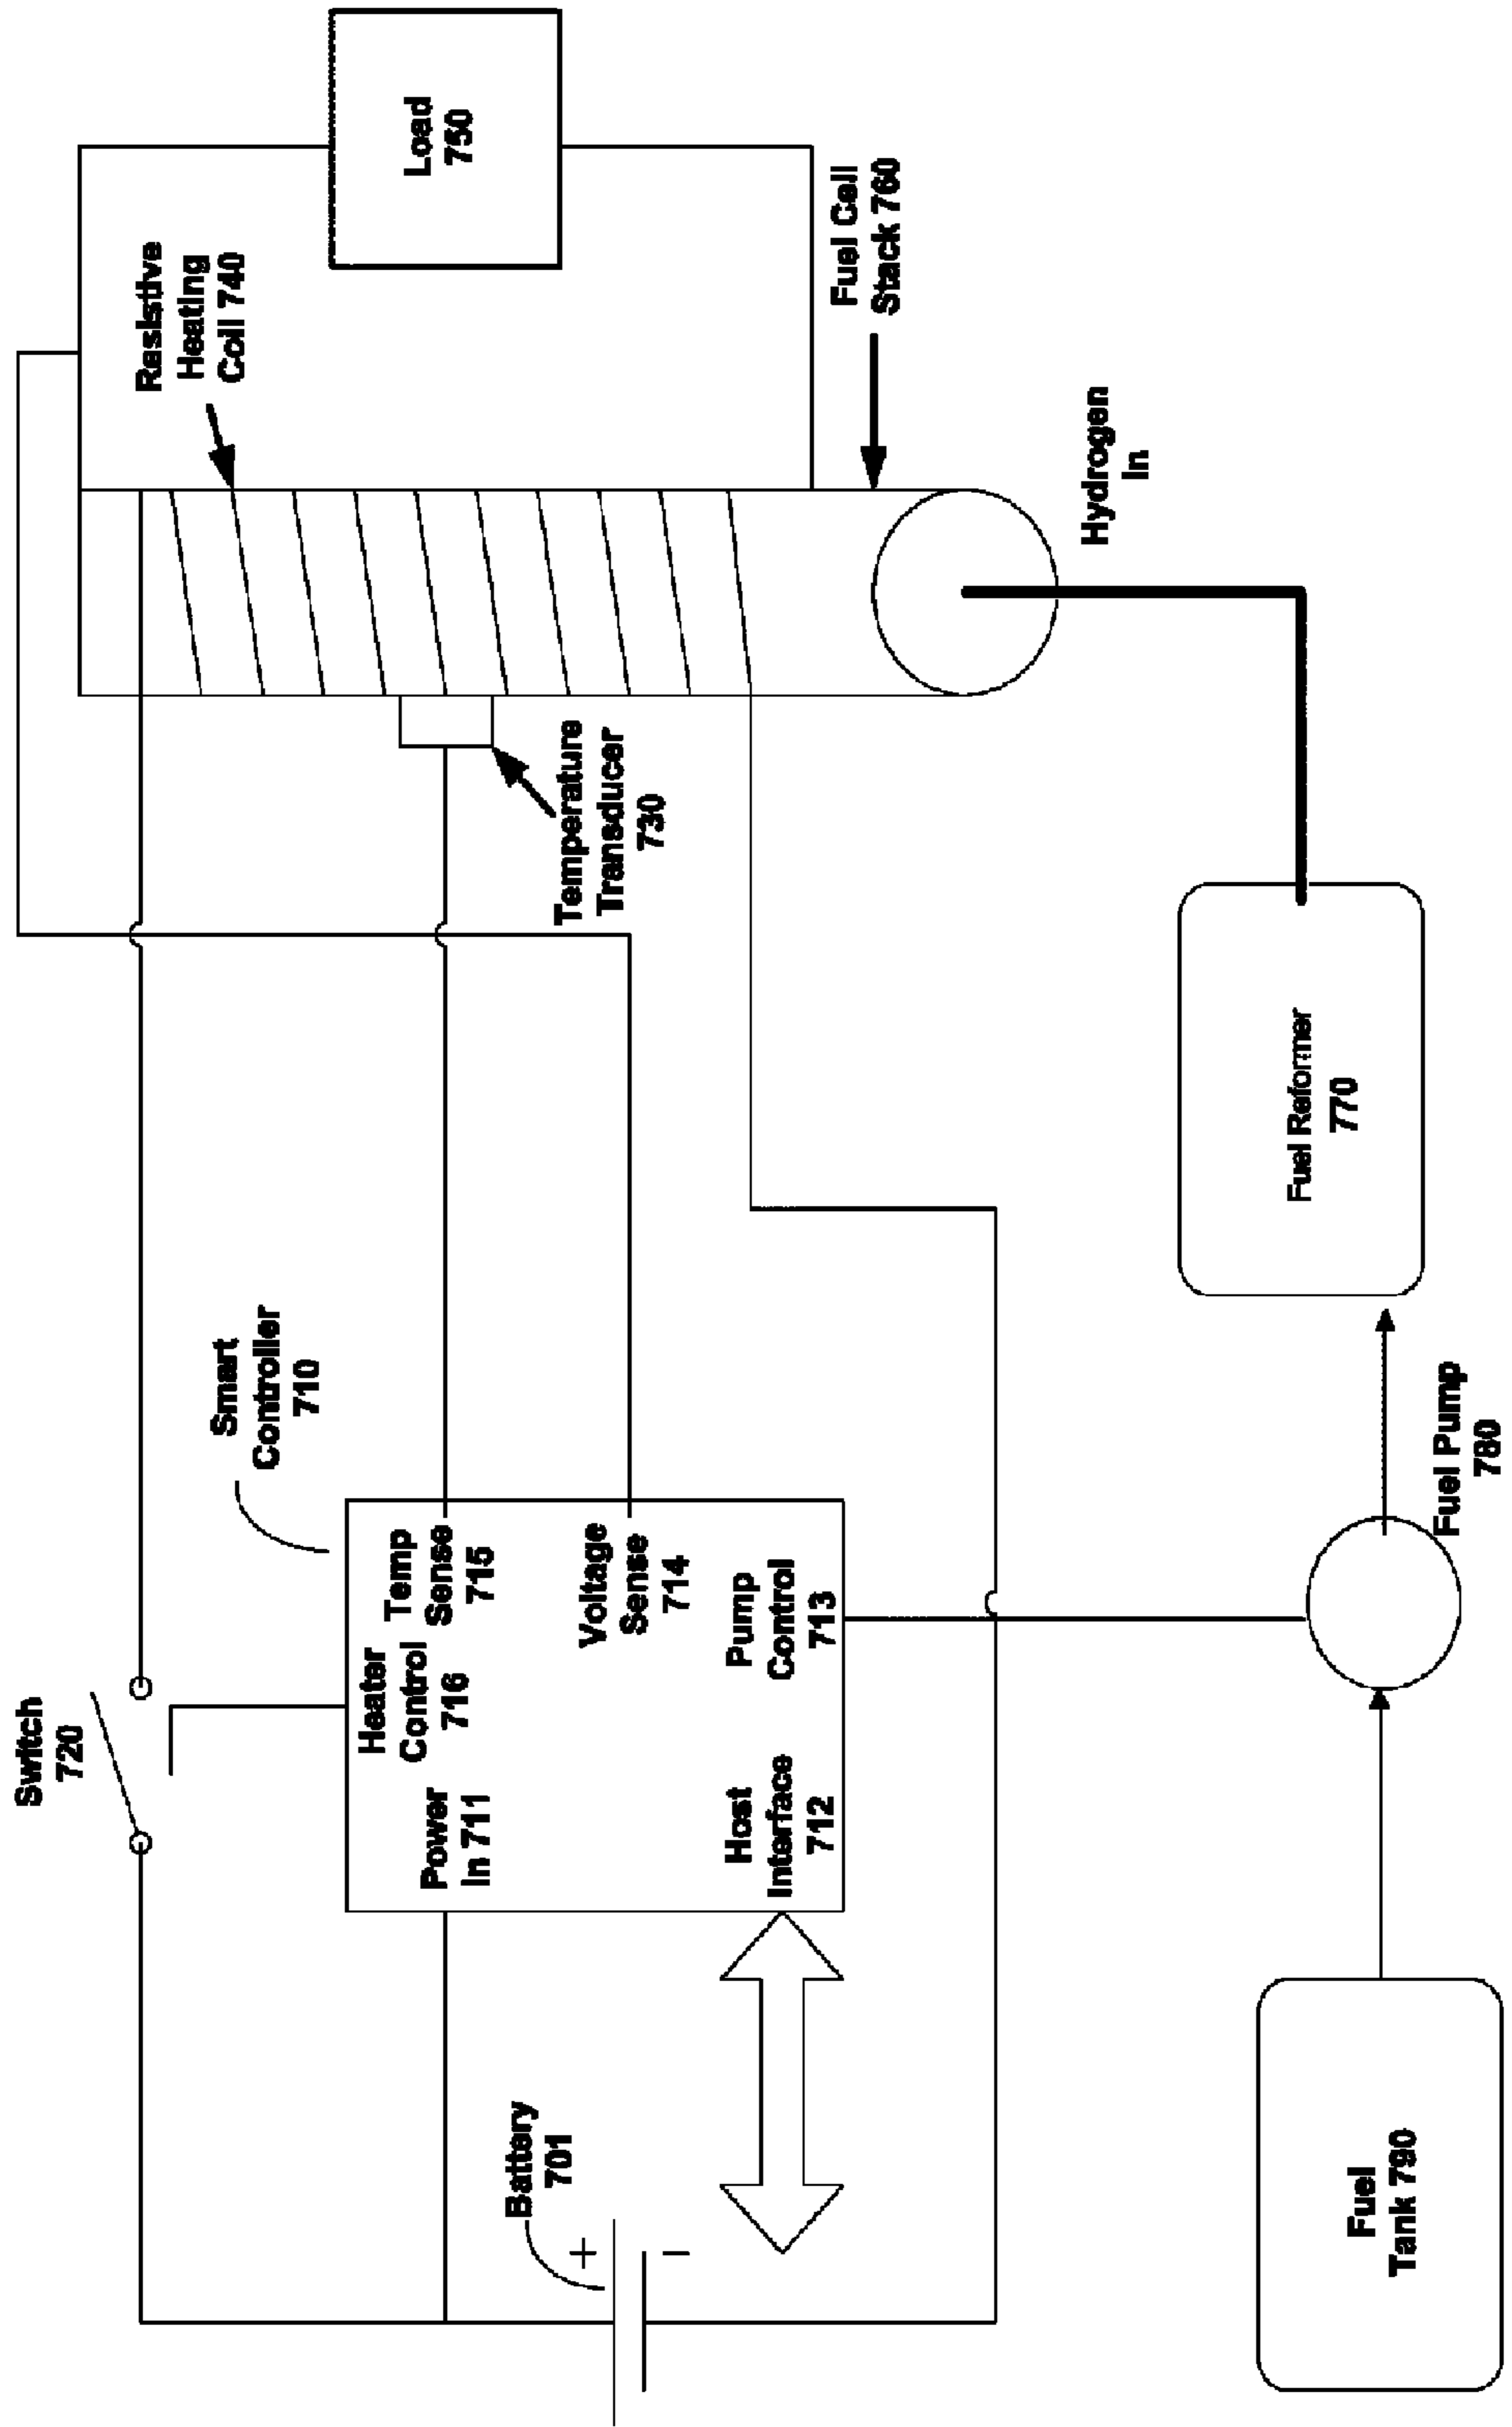 Switch
720
Smart
Controller
710
Resistive
Heating
Coil 740
Load
750
Battery
701
+
–
Power
In 711
Heater
Control
716
Temp
Sense
715
Voltage
Sense
714
Host
Interface
712
Pump
Control
713
Temperature
Transducer
730
Fuel Cell
Stack 760
Hydrogen
In
Fuel
Tank 790
Fuel Pump
780
Fuel Reformer
770